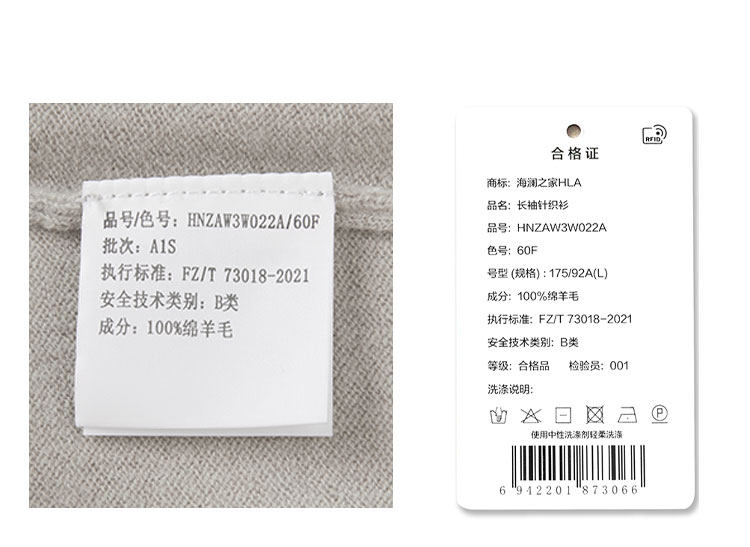 品号/色号: HNZAW3W022A/60F
批次: A1S
执行标准: FZ/T 73018-2021
安全技术类别: B类
成分: 100%绵羊毛
RFID
合格证
商标: 海澜之家HLA
品名: 长袖针织衫
品号: HNZAW3W022A
色号: 60F
号型 (规格) : 175/92A(L)
成分: 100%绵羊毛
执行标准: FZ/T 73018-2021
安全技术类别: B类
等级: 合格品 检验员: 001
洗涤说明:
P
使用中性洗涤剂轻柔洗涤
6 942201 873066